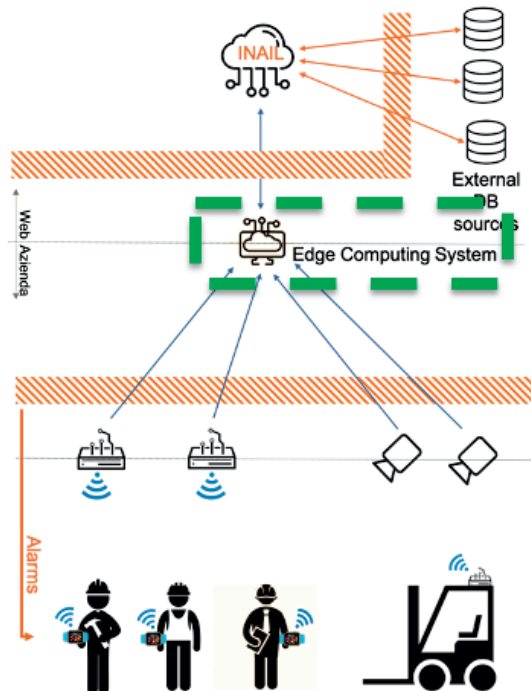 INAIL
External
DB
sources
Web Azienda
Edge Computing System
Alarms